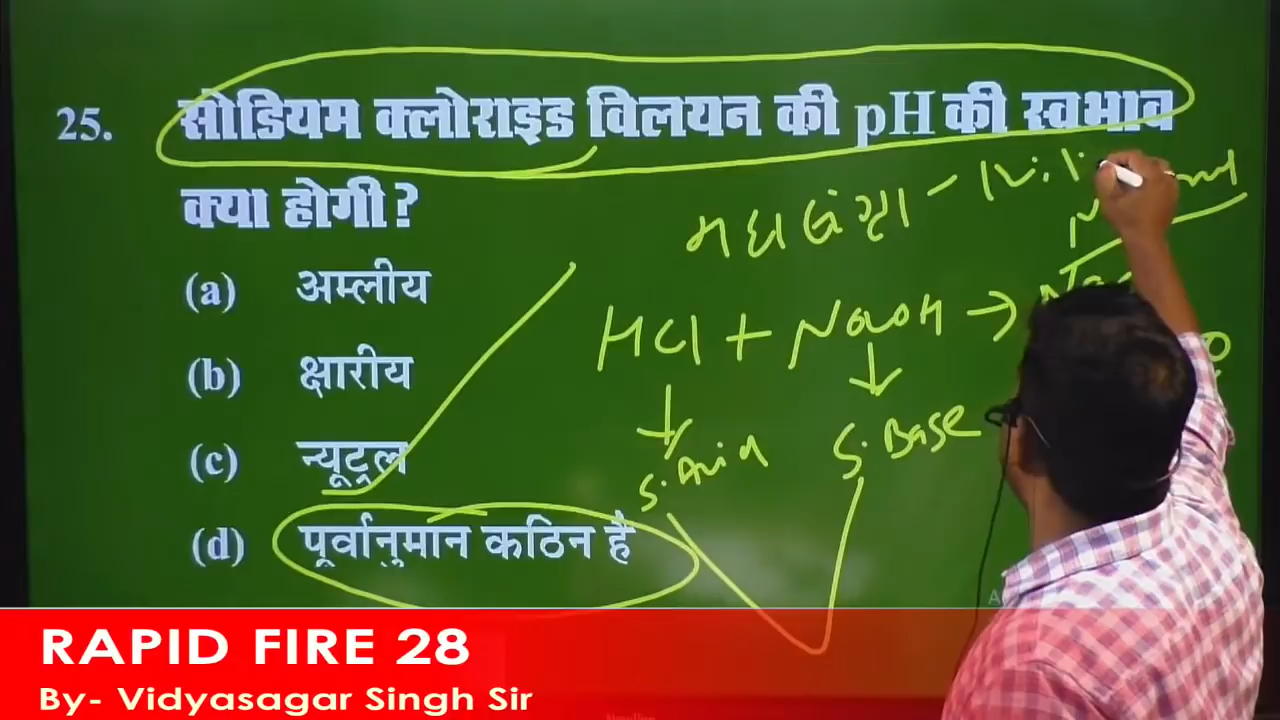 25. सोडियम क्लोराइड विलयन की pH की स्वभाव
क्या होगी?
(a) अम्लीय
(b) क्षारीय
(c) न्यूट्रल
(d) पूर्वानुमान कठिन है
HCl + NaOH →
S. Acid
S. Base
RAPID FIRE 28
By- Vidyasagar Singh Sir